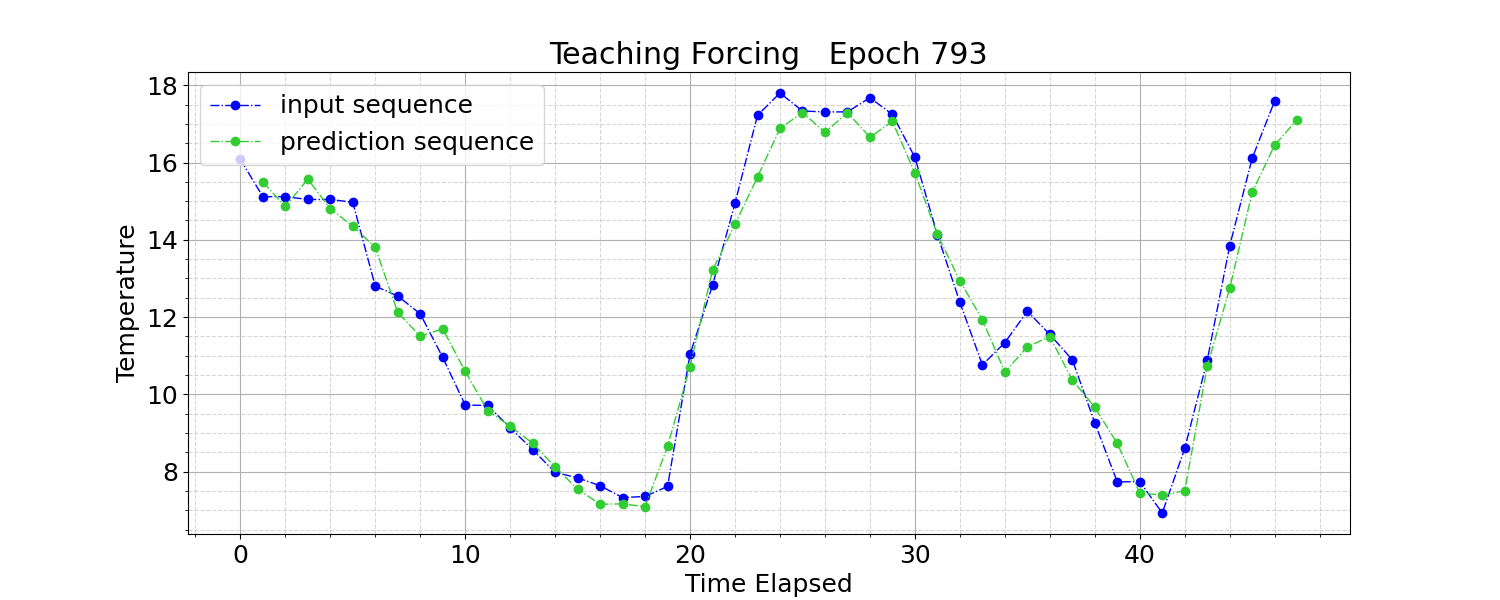 Teaching Forcing   Epoch 793
input sequence
prediction sequence
Temperature
18
16
14
12
10
8
0 10 20 30 40
Time Elapsed